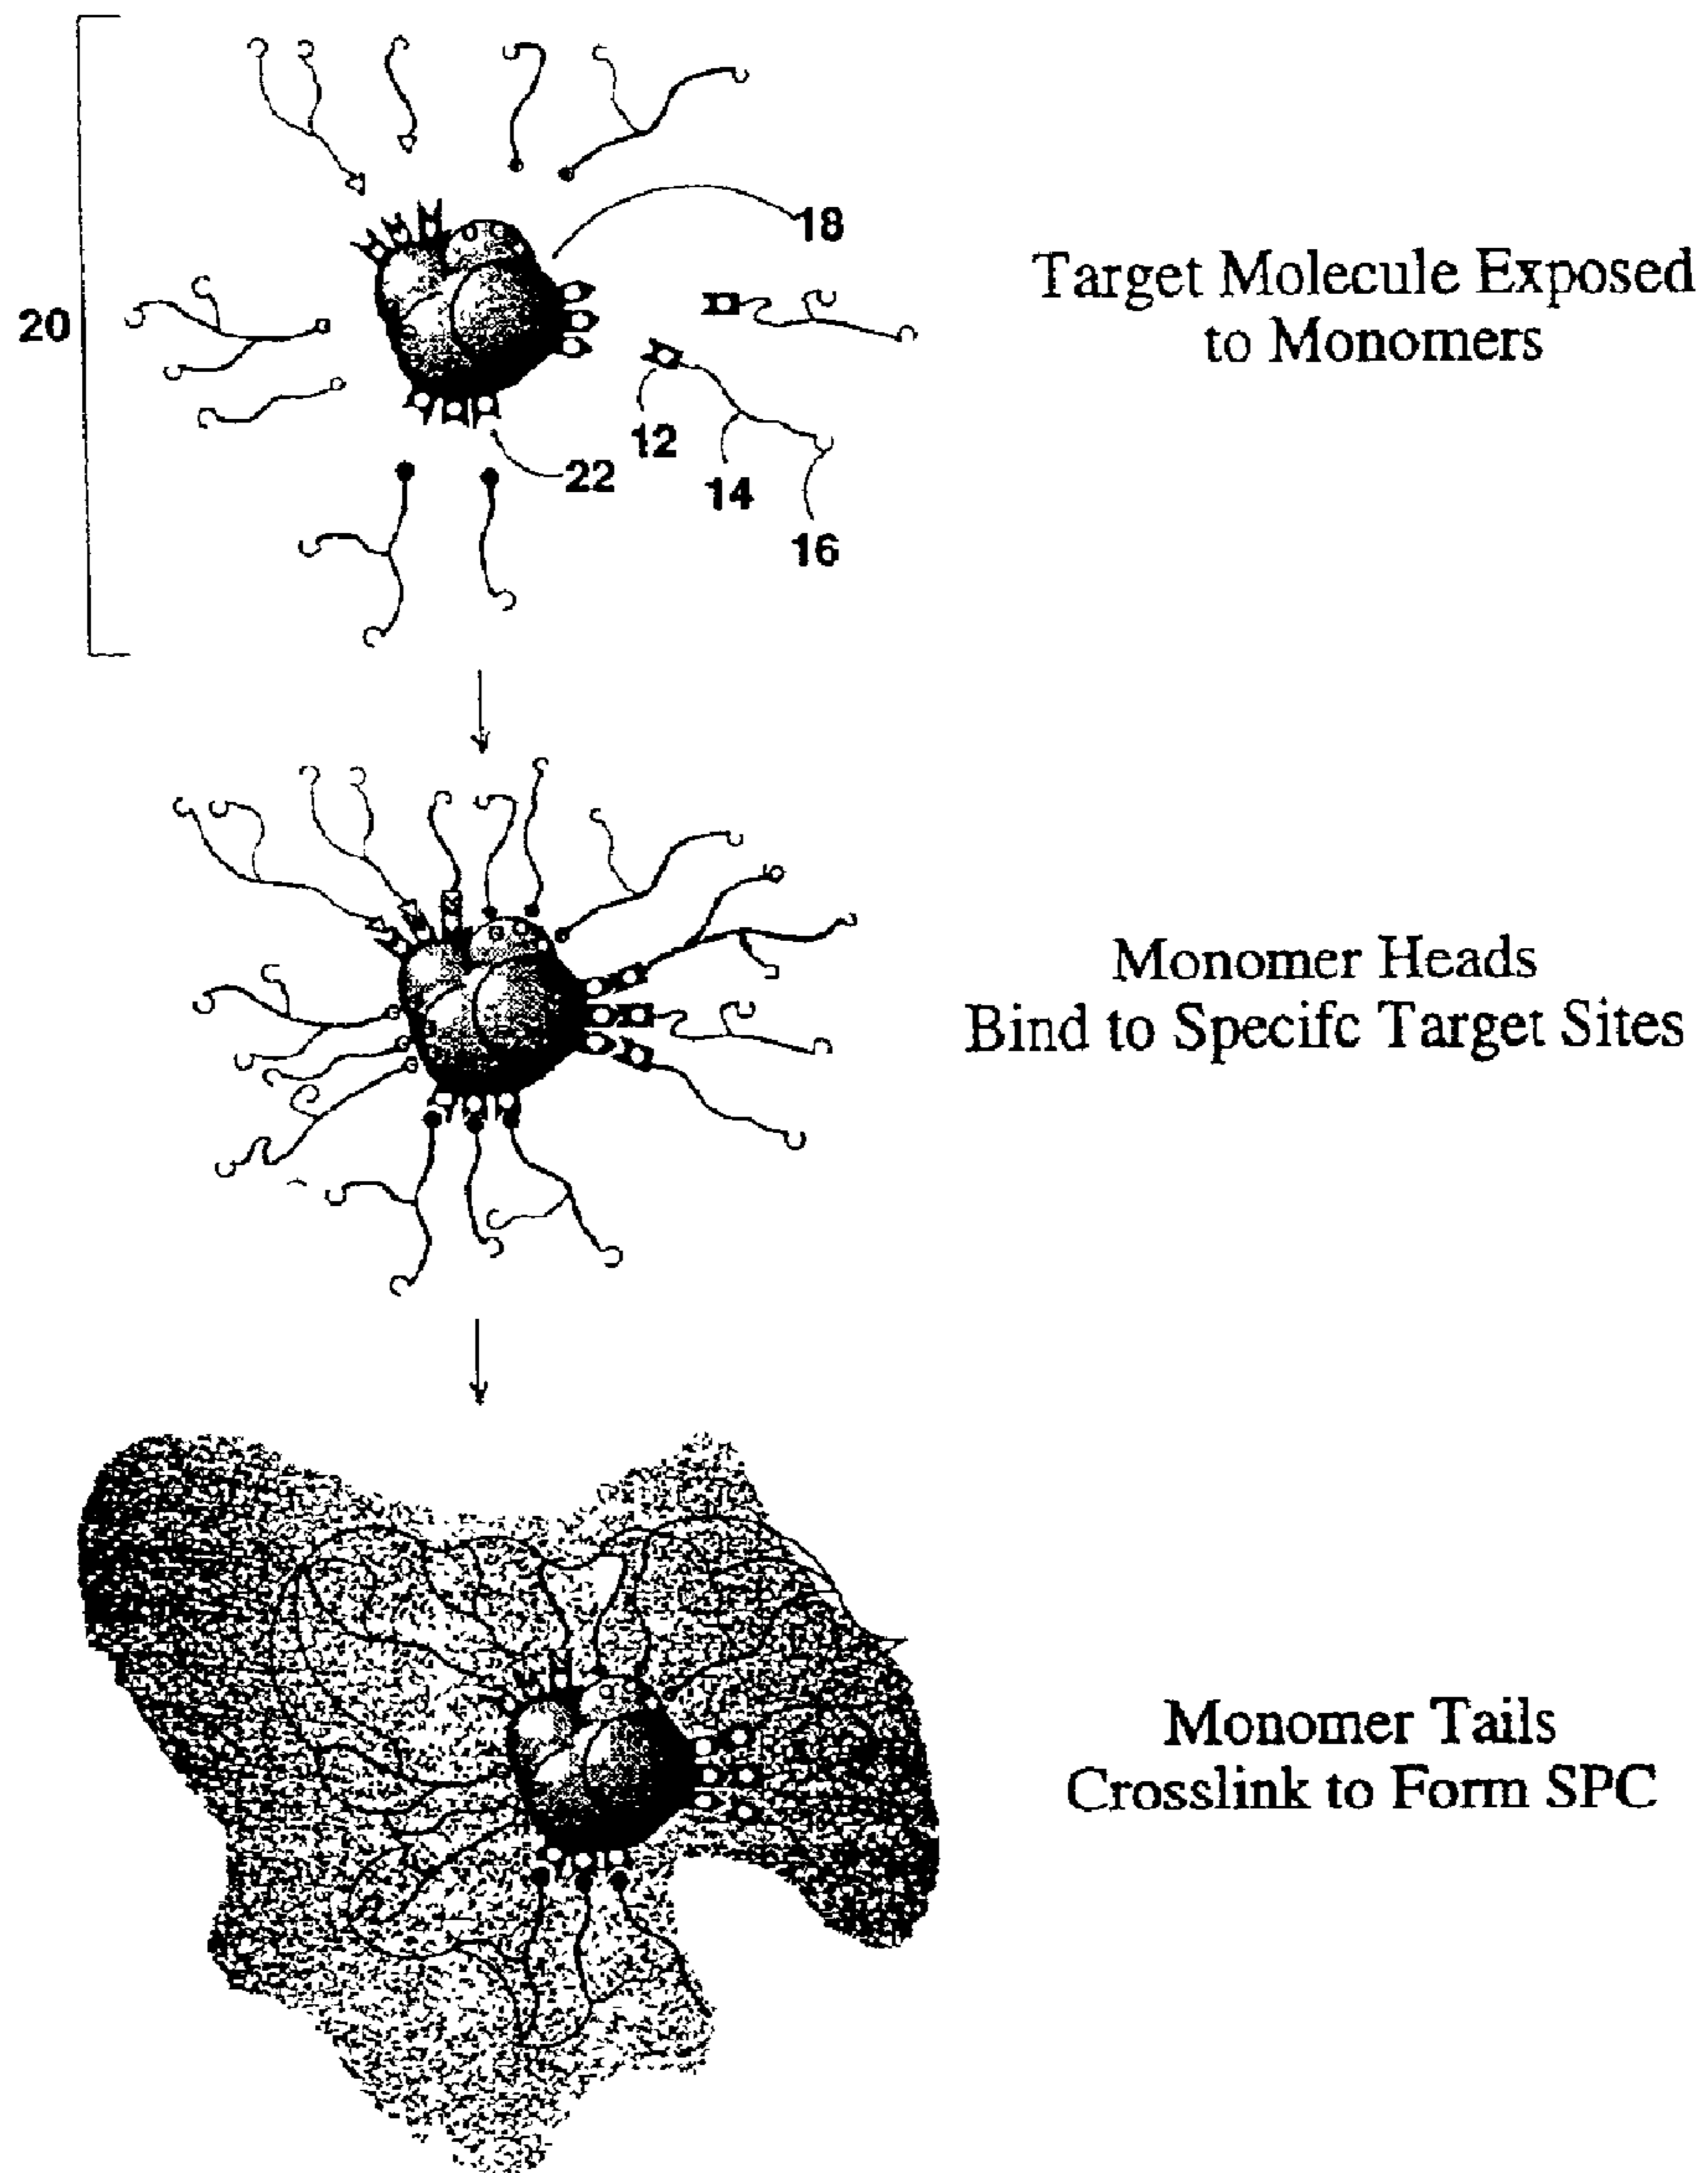 18
Target Molecule Exposed
to Monomers
20
12
22
14
16
Monomer Heads
Bind to Specifc Target Sites
Monomer Tails
Crosslink to Form SPC